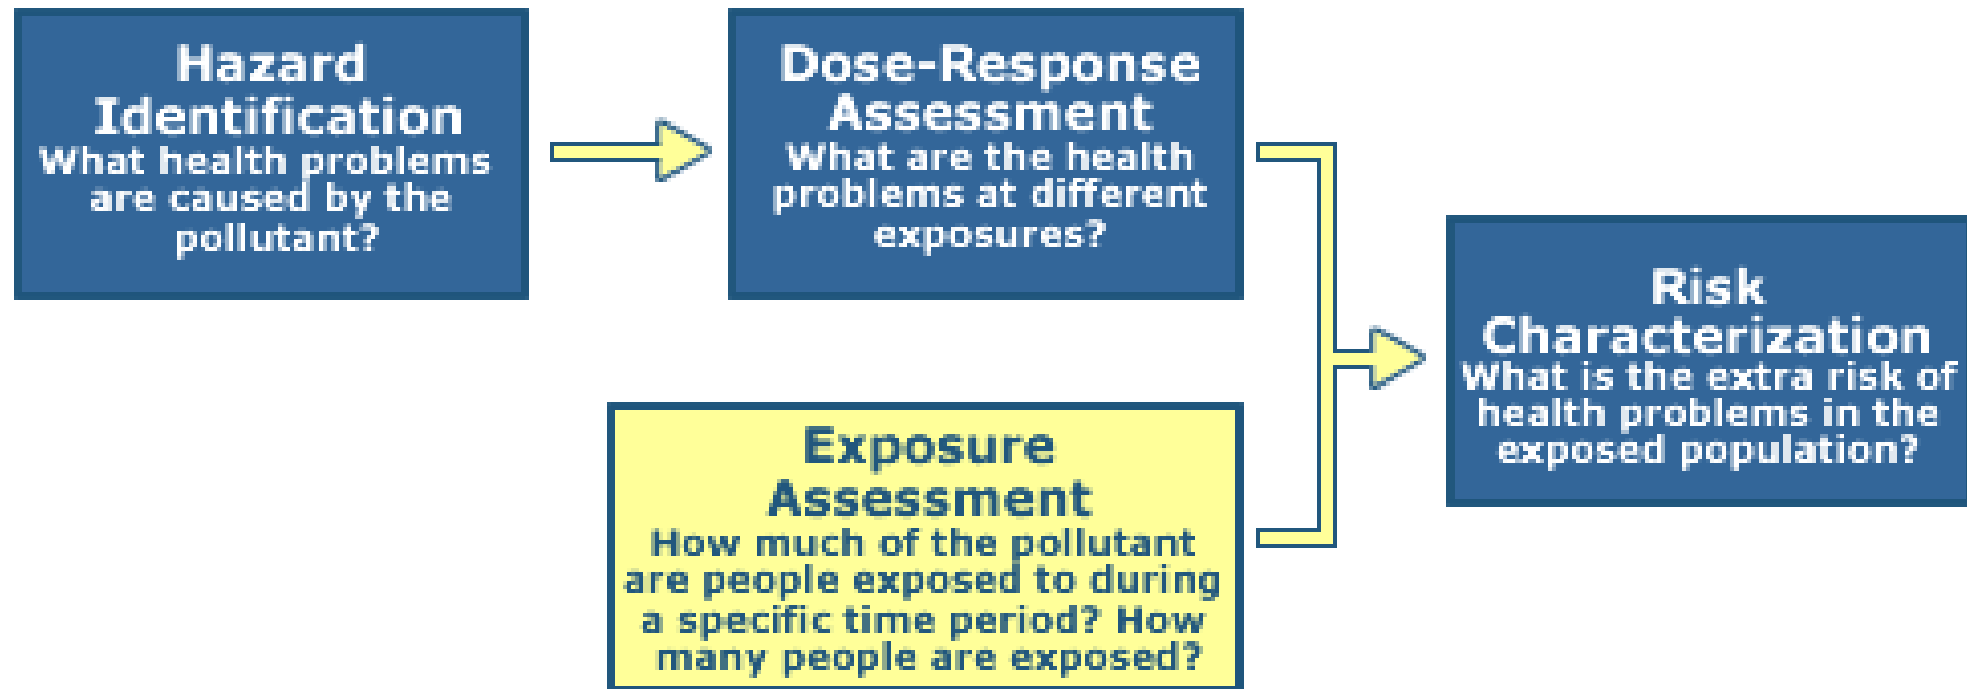 Hazard
Identification
What health problems
are caused by the
pollutant?
Dose-Response
Assessment
What are the health
problems at different
exposures?
Exposure
Assessment
How much of the pollutant
are people exposed to during
a specific time period? How
many people are exposed?
Risk
Characterization
What is the extra risk of
health problems in the
exposed population?